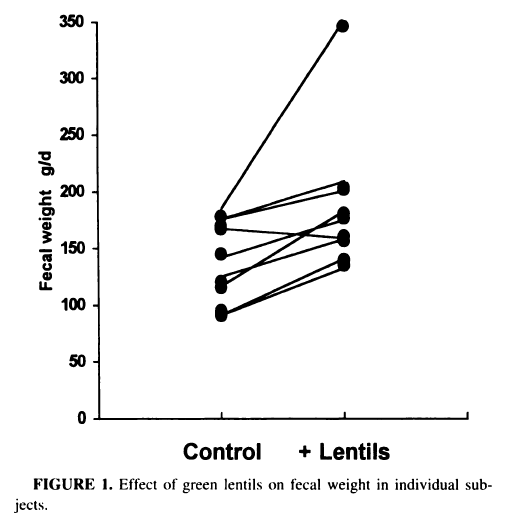 350
300
250
200
150
100
50
0
Fecal weight g/d
Control + Lentils
FIGURE 1. Effect of green lentils on fecal weight in individual sub-
jects.